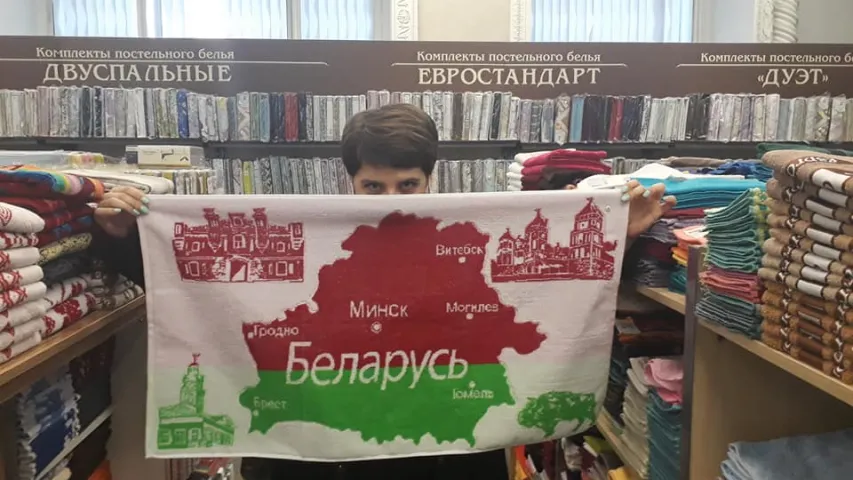 Комплекты постельного белья
ДВУСПАЛЬНЫЕ
Комплекты постельного белья
ЕВРОСТАНДАРТ
Комплекты постельного белья
«ДУЭТ»
Витебск
Минск
Могилев
Гродно
Беларусь
Брест
Гомель